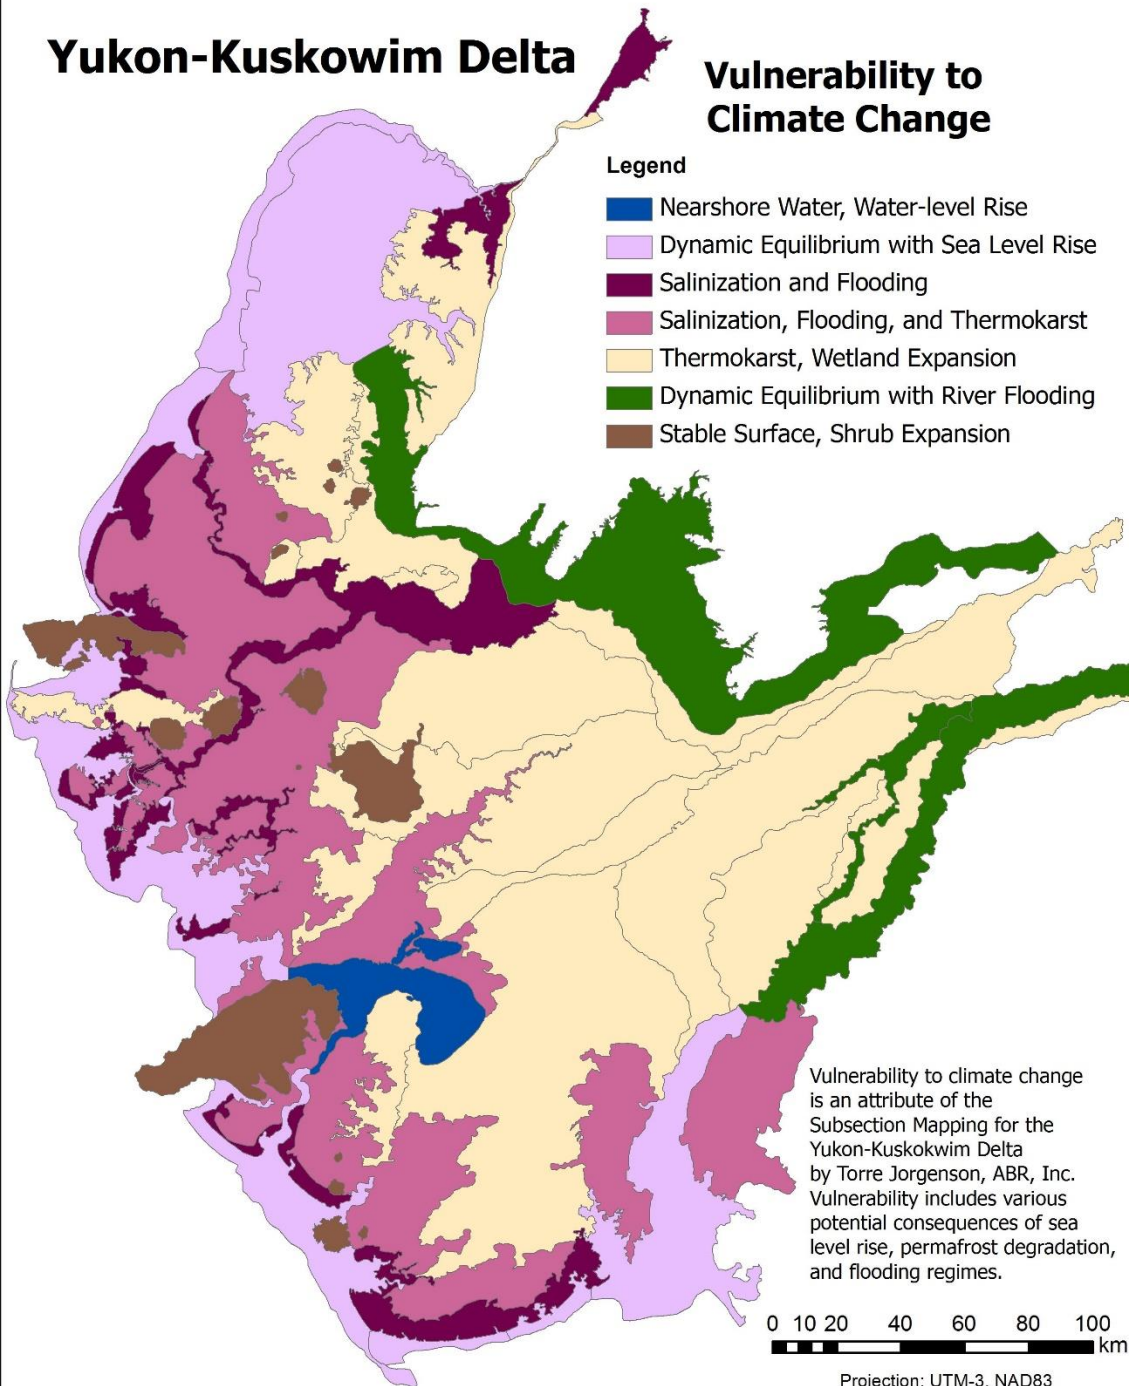 Yukon-Kuskowim Delta
Vulnerability to
Climate Change
Legend
Nearshore Water, Water-level Rise
Dynamic Equilibrium with Sea Level Rise
Salinization and Flooding
Salinization, Flooding, and Thermokarst
Thermokarst, Wetland Expansion
Dynamic Equilibrium with River Flooding
Stable Surface, Shrub Expansion
Vulnerability to climate change
is an attribute of the
Subsection Mapping for the
Yukon-Kuskokwim Delta
by Torre Jorgenson, ABR, Inc.
Vulnerability includes various
potential consequences of sea
level rise, permafrost degradation,
and flooding regimes.
0 10 20 40 60 80 100
km
Projection: UTM-3, NAD83